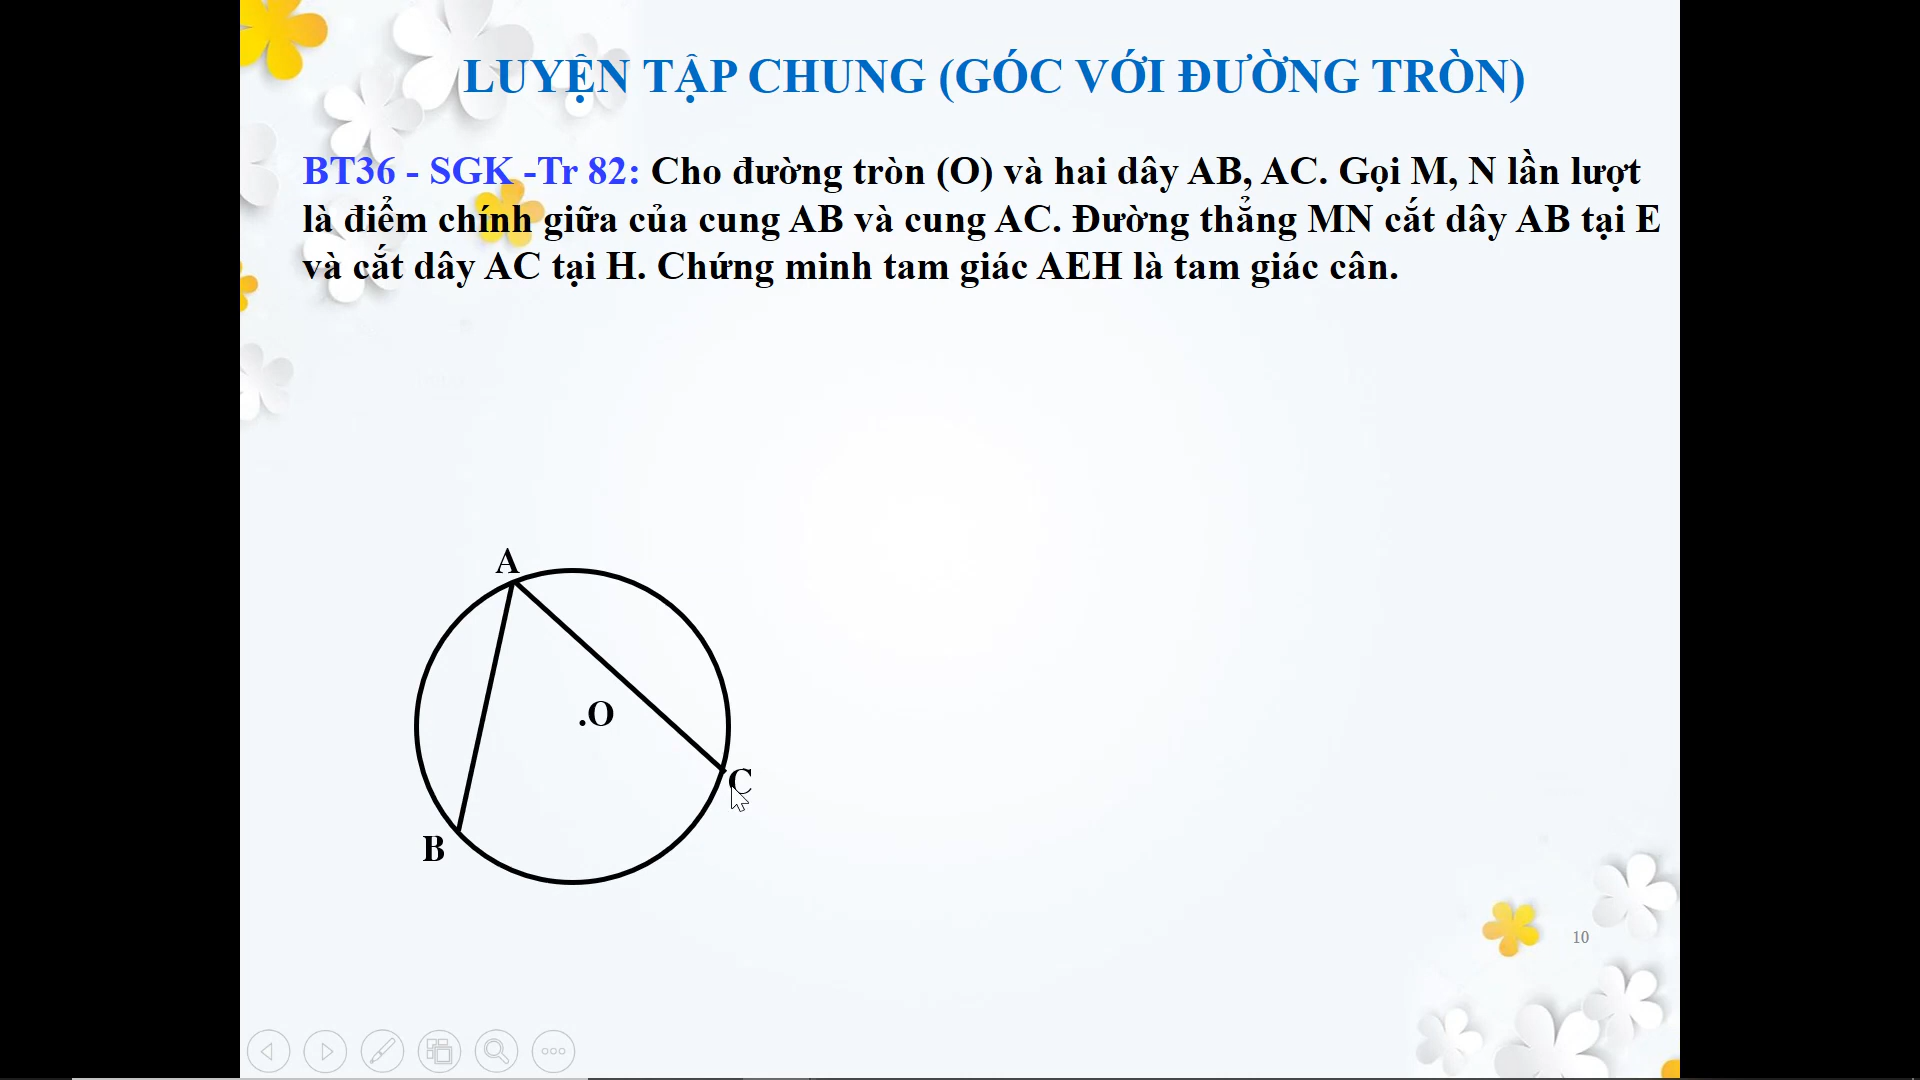 LUYỆN TẬP CHUNG (GÓC VỚI ĐƯỜNG TRÒN)
BT36 - SGK -Tr 82: Cho đường tròn (O) và hai dây AB, AC. Gọi M, N lần lượt
là điểm chính giữa của cung AB và cung AC. Đường thẳng MN cắt dây AB tại E
và cắt dây AC tại H. Chứng minh tam giác AEH là tam giác cân.
A
.O
C
B
10